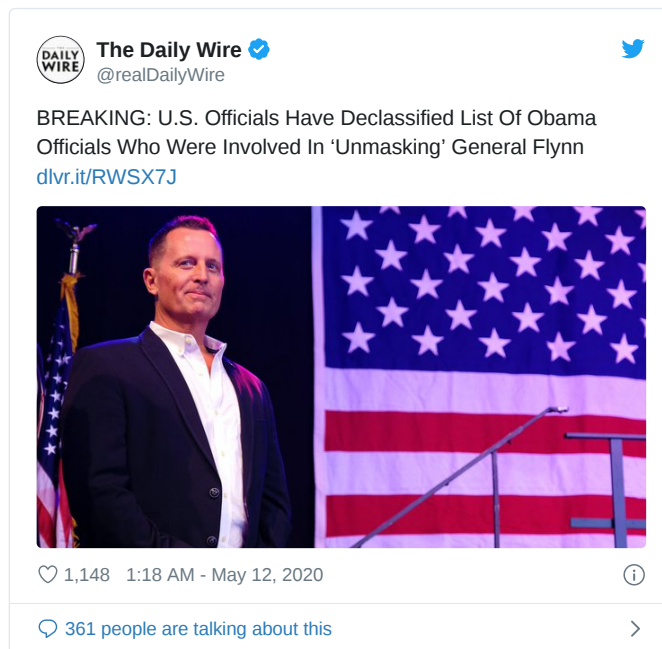 DAILY
WIRE
The Daily Wire
@realDailyWire
BREAKING: U.S. Officials Have Declassified List Of Obama
Officials Who Were Involved In ‘Unmasking’ General Flynn
dlvr.it/RWSX7J
1,148 1:18 AM - May 12, 2020
361 people are talking about this